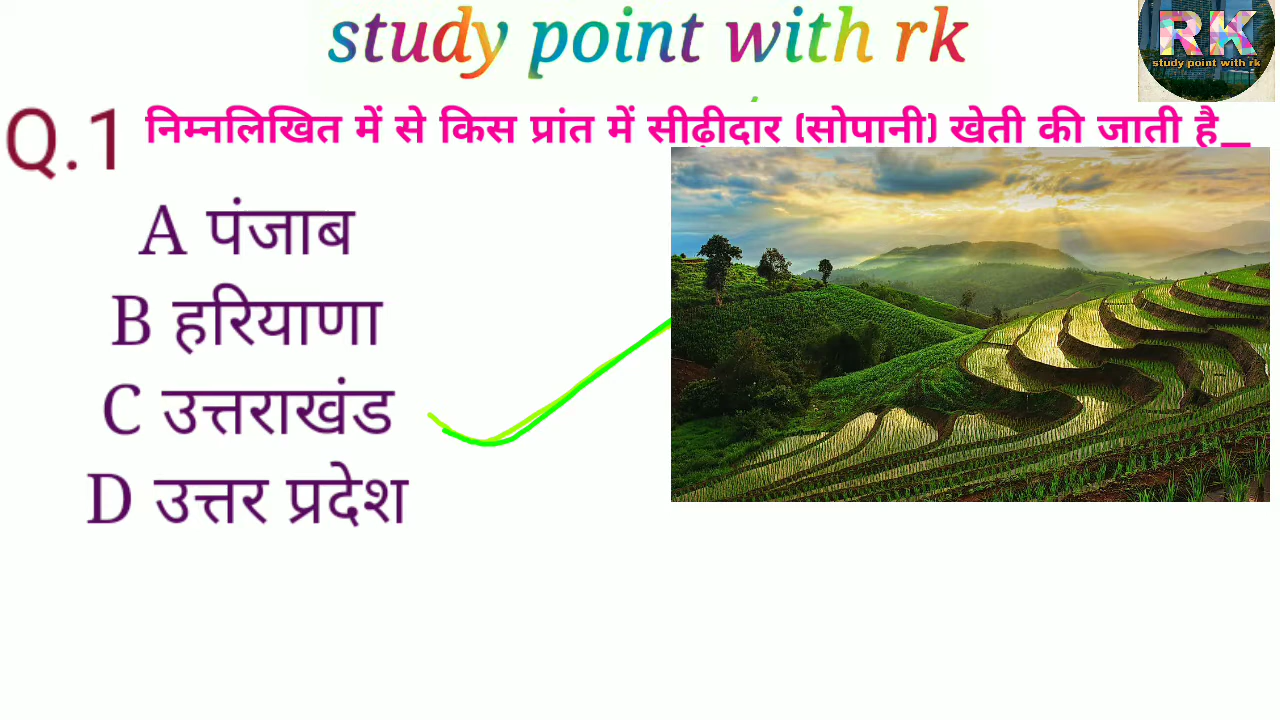 study point with rk
RK
study point with rk
Q.1 निम्नलिखित में से किस प्रांत में सीढ़ीदार (सोपानी) खेती की जाती है_
A पंजाब
B हरियाणा
C उत्तराखंड
D उत्तर प्रदेश